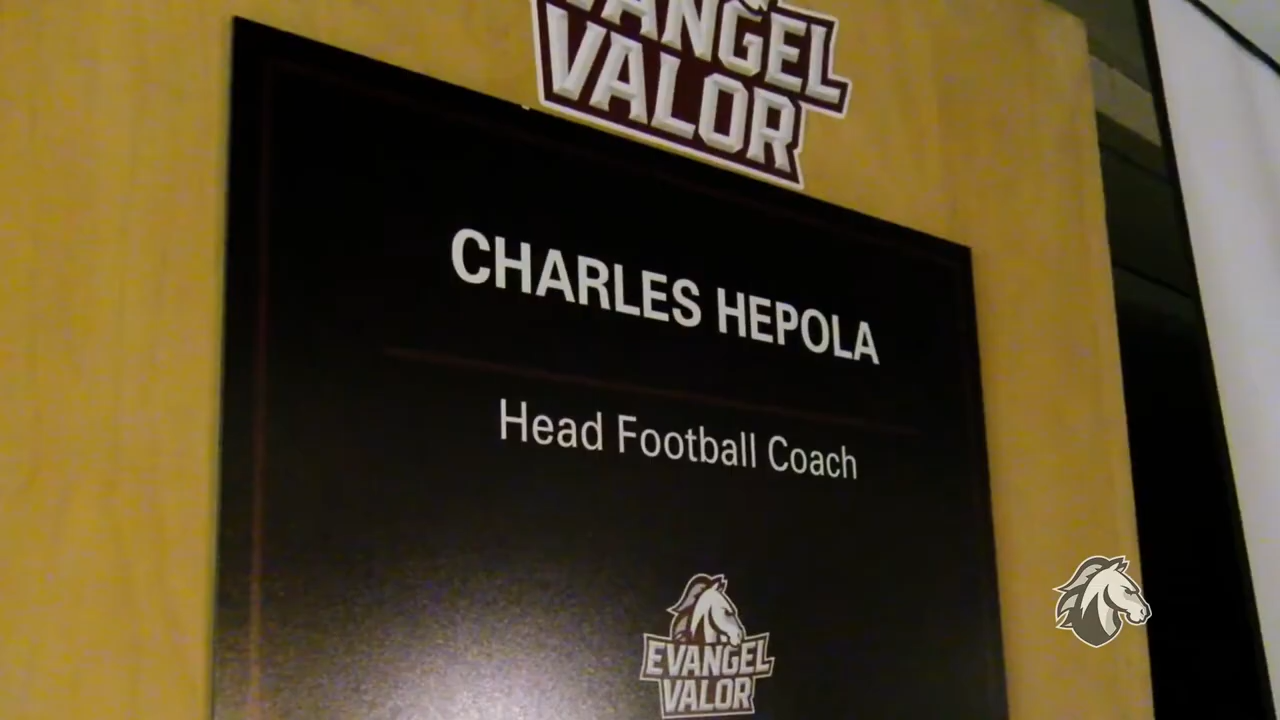 EVANGEL
VALOR
CHARLES HEPOLA
Head Football Coach
EVANGEL
VALOR